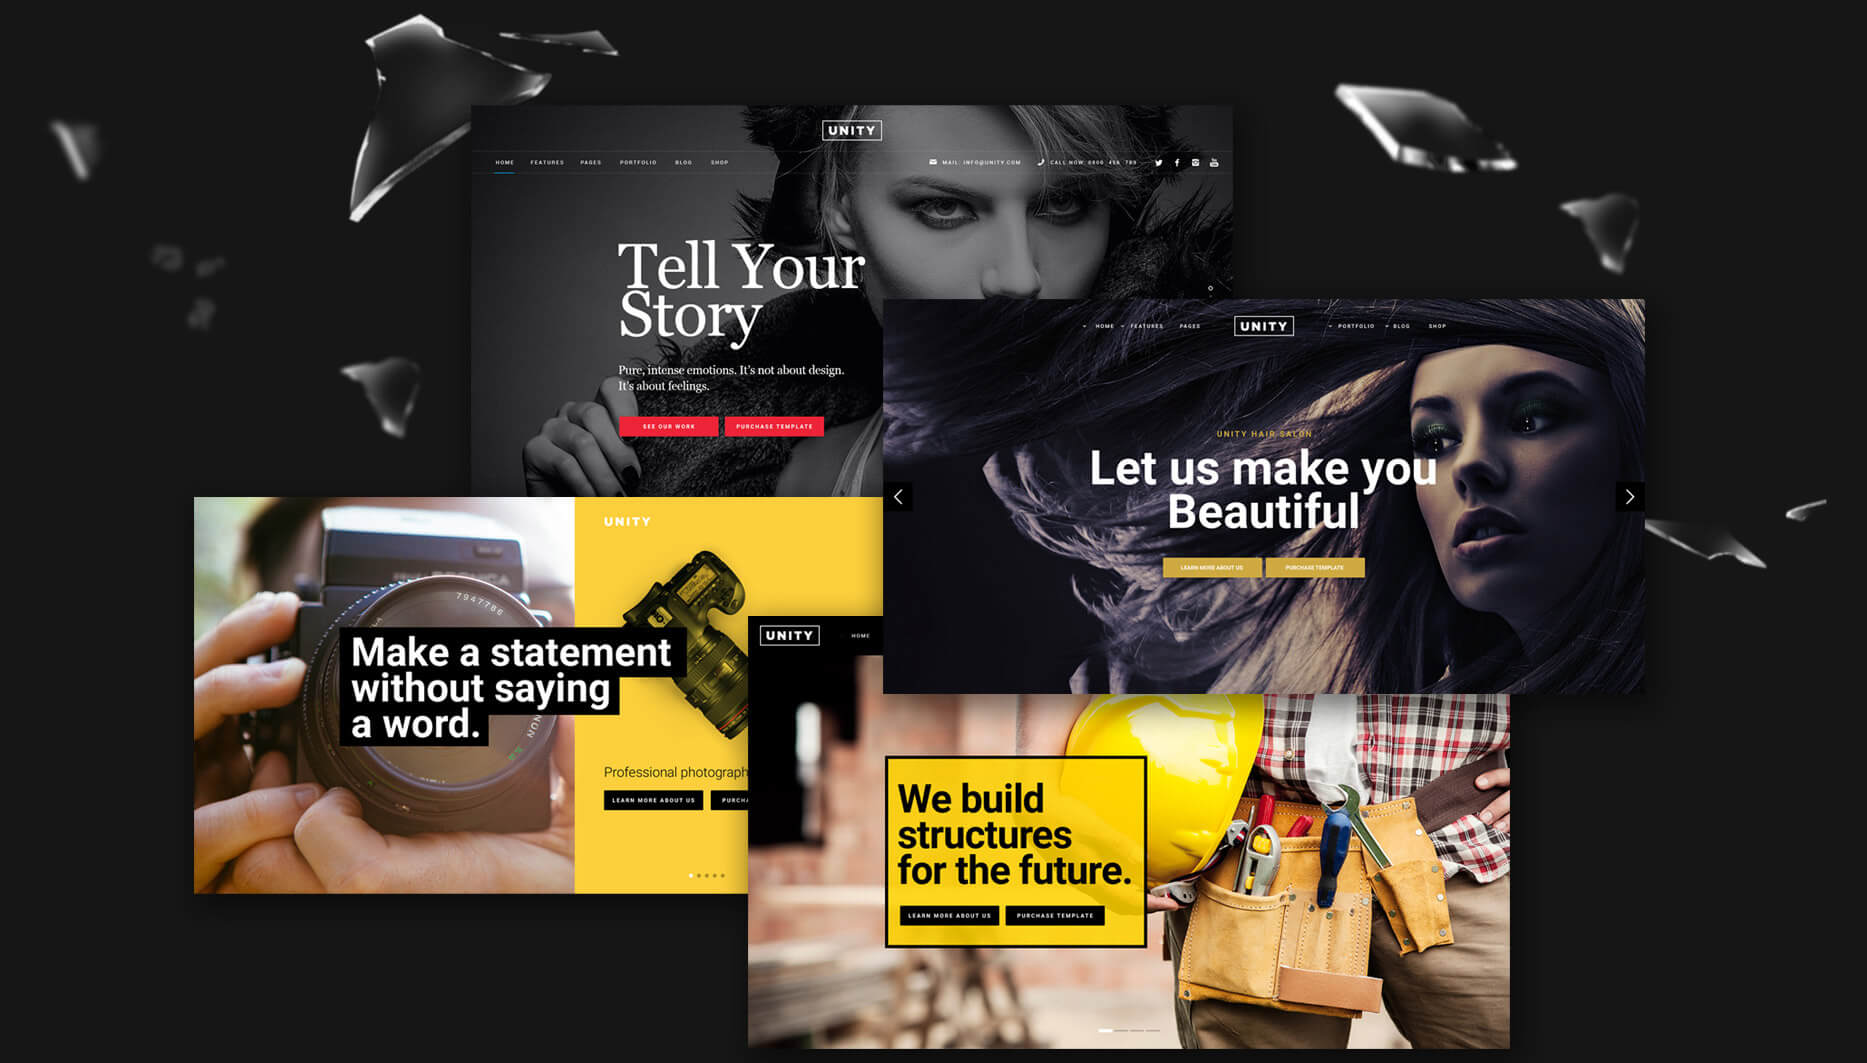 UNITY
HOME FEATURES PAGES PORTFOLIO BLOG SHOP
MAIL: INFO@UNITY.COM CALL NOW: 0800 456 789
Tell Your
Story
Pure, intense emotions. It's not about design.
It's about feelings.
SEE OUR WORK PURCHASE TEMPLATE
HOME FEATURES PAGES UNITY PORTFOLIO BLOG SHOP
UNITY HAIR SALON
Let us make you
Beautiful
LEARN MORE ABOUT US PURCHASE TEMPLATE
UNITY
7947786
Make a statement
without saying
a word.
Professional photograph
LEARN MORE ABOUT US PURCHA
UNITY HOME
We build
structures
for the future.
LEARN MORE ABOUT US PURCHASE TEMPLATE